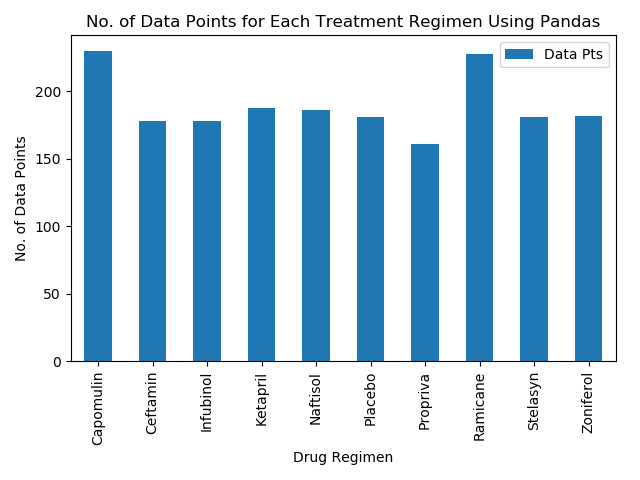 No. of Data Points for Each Treatment Regimen Using Pandas
Data Pts
No. of Data Points
200
150
100
50
0
Capomulin
Ceftamin
Infubinol
Ketapril
Naftisol
Placebo
Propriva
Ramicane
Stelasyn
Zoniferol
Drug Regimen